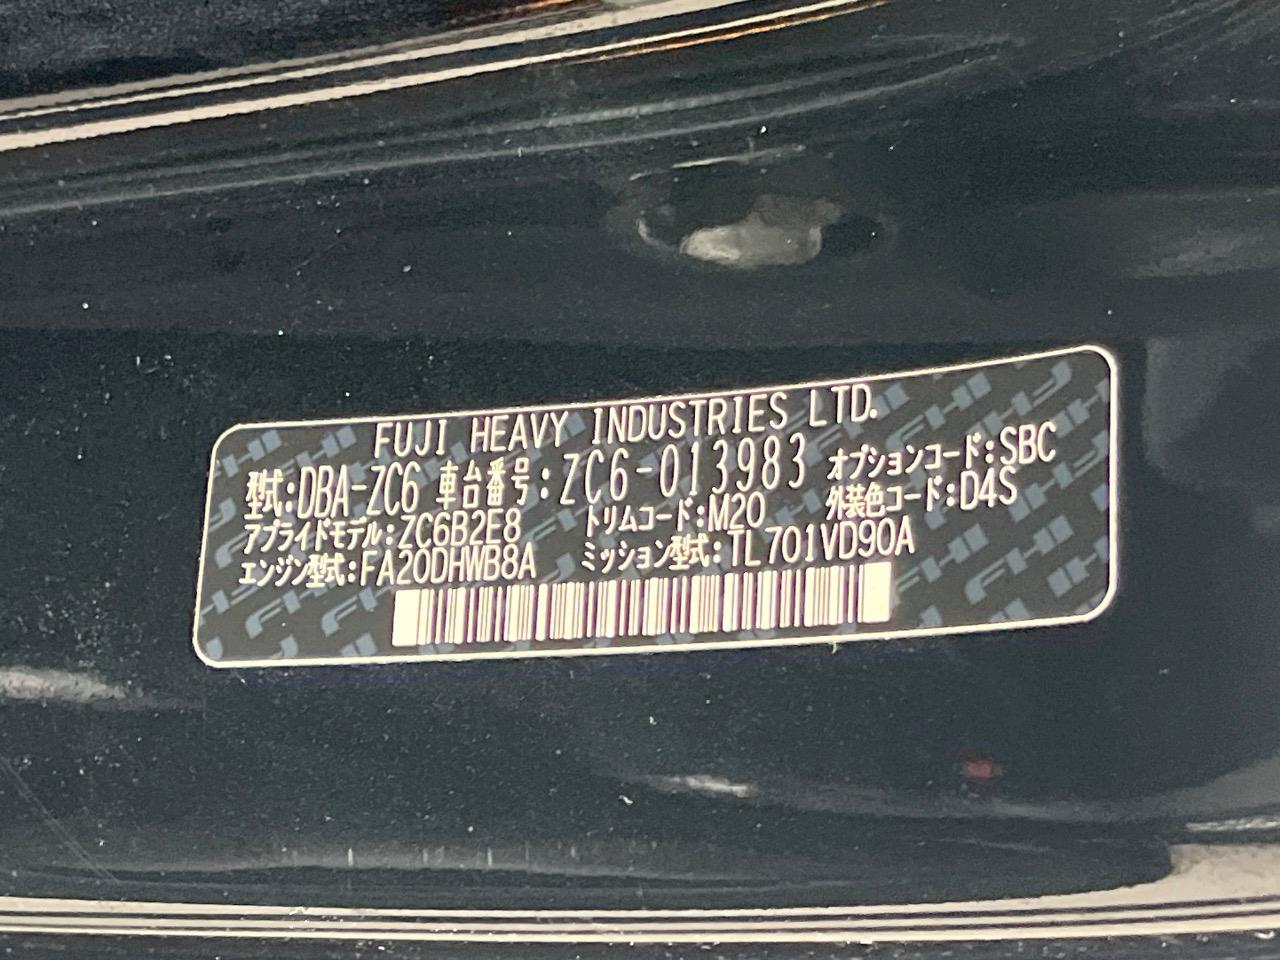 FUJI HEAVY INDUSTRIES LTD.
型式:DBA-ZC6 車台番号:ZC6-013983 オプションコード:SBC
アプライドモデル:ZC6B2E8 トリムコード:M20 外装色コード:D4S
エンジン型式:FA20DHWB8A ミッション型式:TL701VD90A